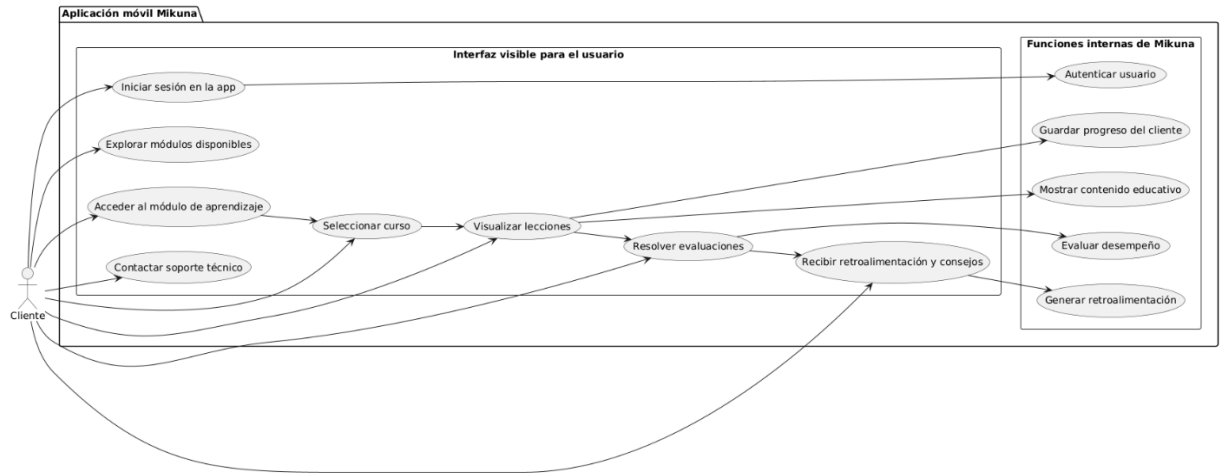 Aplicación móvil Mikuna
Interfaz visible para el usuario
Funciones internas de Mikuna
Iniciar sesión en la app
Autenticar usuario
Explorar módulos disponibles
Guardar progreso del cliente
Acceder al módulo de aprendizaje
Mostrar contenido educativo
Seleccionar curso
Visualizar lecciones
Resolver evaluaciones
Evaluar desempeño
Contactar soporte técnico
Recibir retroalimentación y consejos
Generar retroalimentación
Cliente